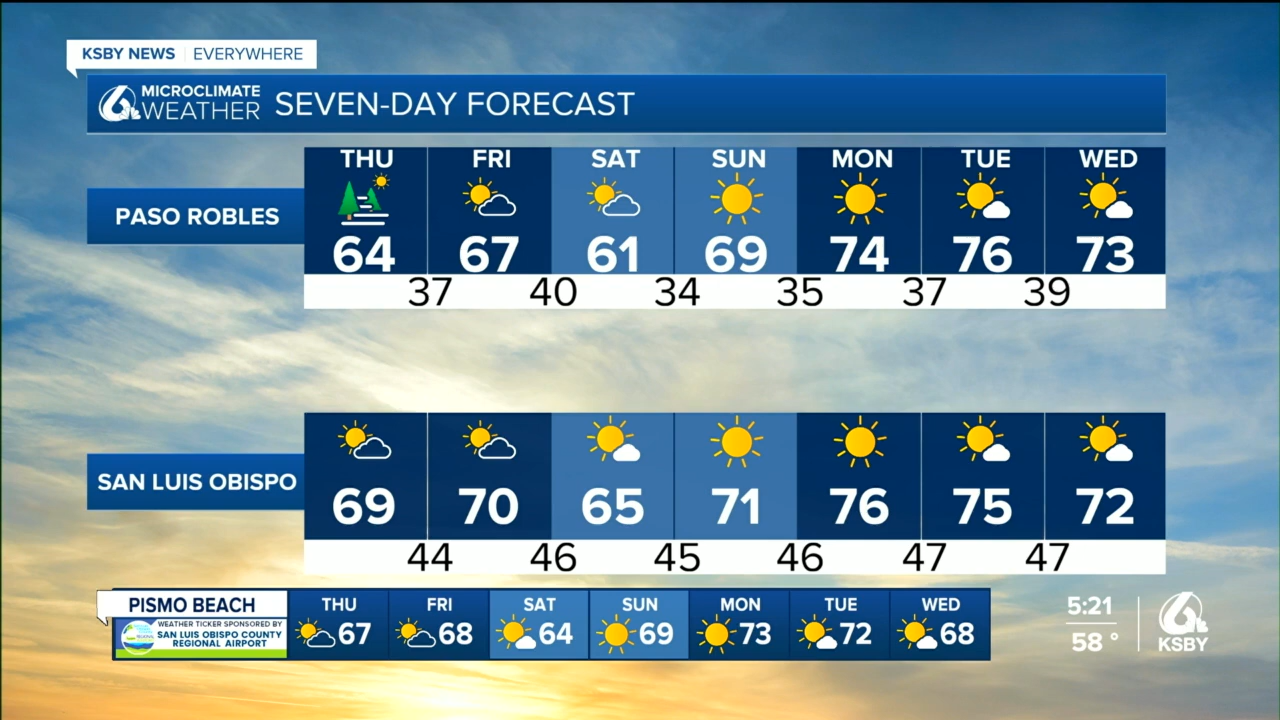 KSBY NEWS EVERYWHERE
6 MICROCLIMATE WEATHER SEVEN-DAY FORECAST
THU FRI SAT SUN MON TUE WED
PASO ROBLES
64 67 61 69 74 76 73
37 40 34 35 37 39
SAN LUIS OBISPO
69 70 65 71 76 75 72
44 46 45 46 47 47
PISMO BEACH
WEATHER TICKER SPONSORED BY
SAN LUIS OBISPO COUNTY
REGIONAL AIRPORT
THU FRI SAT SUN MON TUE WED
67 68 64 69 73 72 68
5:21
58 °
6
KSBY